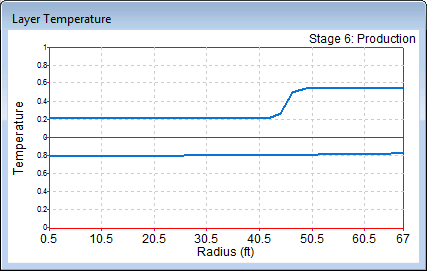 Layer Temperature
Stage 6: Production
1
0.8
0.6
0.4
0.2
0
0.8
0.6
0.4
0.2
0
Temperature
0.5 10.5 20.5 30.5 40.5 50.5 60.5 67
Radius (ft)